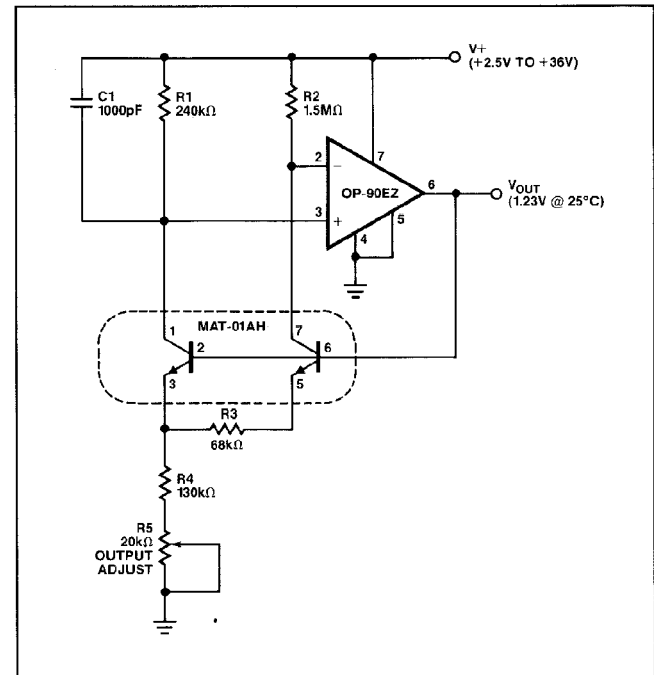 V+
(+2.5V TO +36V)
C1
1000pF
R1
240kΩ
R2
1.5MΩ
2
−
7
OP-90EZ
6
VOUT
(1.23V @ 25°C)
3
+
5
4
MAT-01AH
1
2
3
7
6
5
R3
68kΩ
R4
130kΩ
R5
20kΩ
OUTPUT
ADJUST